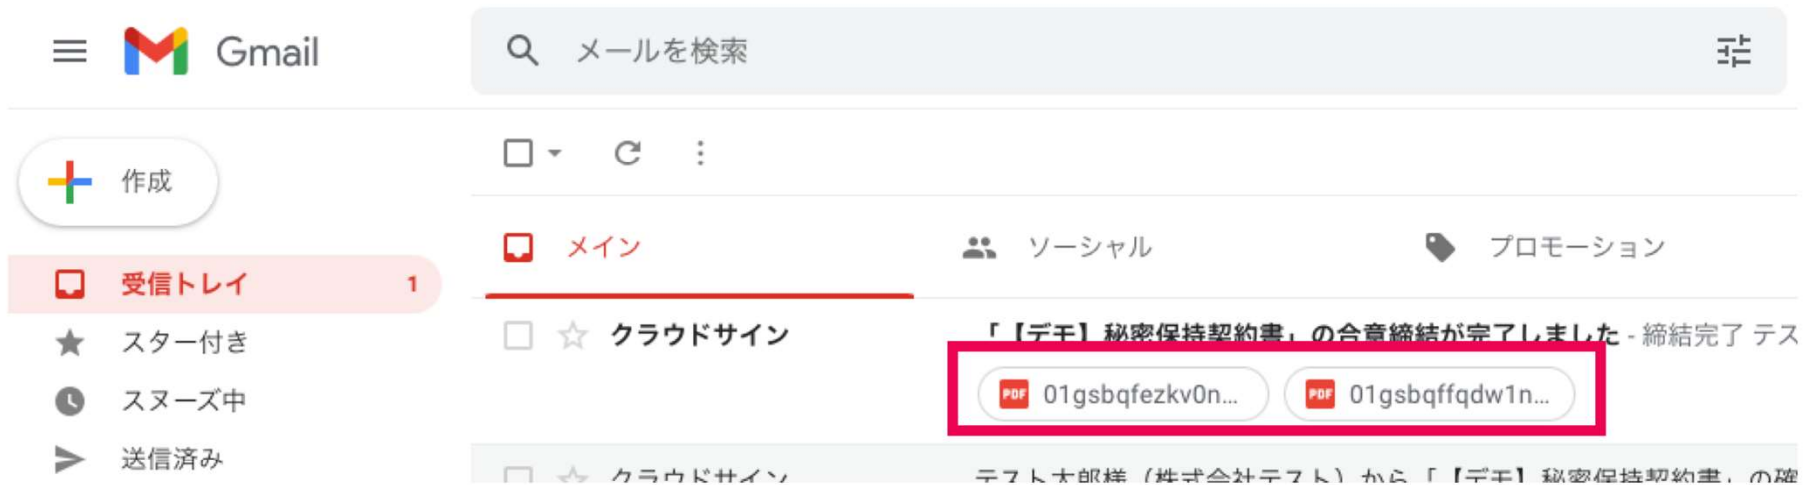 Gmail
メールを検索
作成
メイン
ソーシャル
プロモーション
受信トレイ 1
スター付き
スヌーズ中
送信済み
クラウドサイン 「【デモ】秘密保持契約書」の合意締結が完了しました - 締結完了 テス
PDF 01gsbqfezkv0n... PDF 01gsbqffqdw1n...
クラウドサイン テスト太郎様（株式会社テスト）から「【デモ】秘密保持契約書」の確